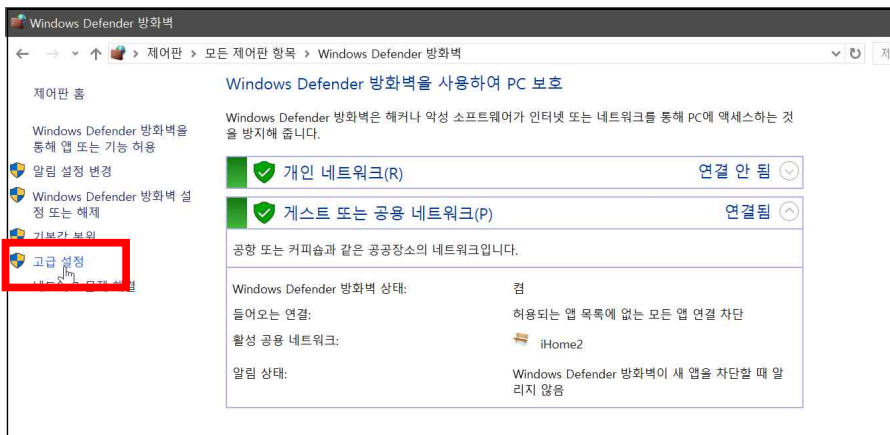 Windows Defender 방화벽
제어판 > 모든 제어판 항목 > Windows Defender 방화벽
제
제어판 홈
Windows Defender 방화벽을
통해 앱 또는 기능 허용
알림 설정 변경
Windows Defender 방화벽 설
정 또는 해제
기본값 복원
고급 설정
Windows Defender 방화벽을 사용하여 PC 보호
Windows Defender 방화벽은 해커나 악성 소프트웨어가 인터넷 또는 네트워크를 통해 PC에 액세스하는 것
을 방지해 줍니다.
개인 네트워크(R) 연결 안 됨
게스트 또는 공용 네트워크(P) 연결됨
공항 또는 커피숍과 같은 공공장소의 네트워크입니다.
Windows Defender 방화벽 상태: 켬
들어오는 연결: 허용되는 앱 목록에 없는 모든 앱 연결 차단
활성 공용 네트워크: iHome2
알림 상태: Windows Defender 방화벽이 새 앱을 차단할 때 알
리지 않음